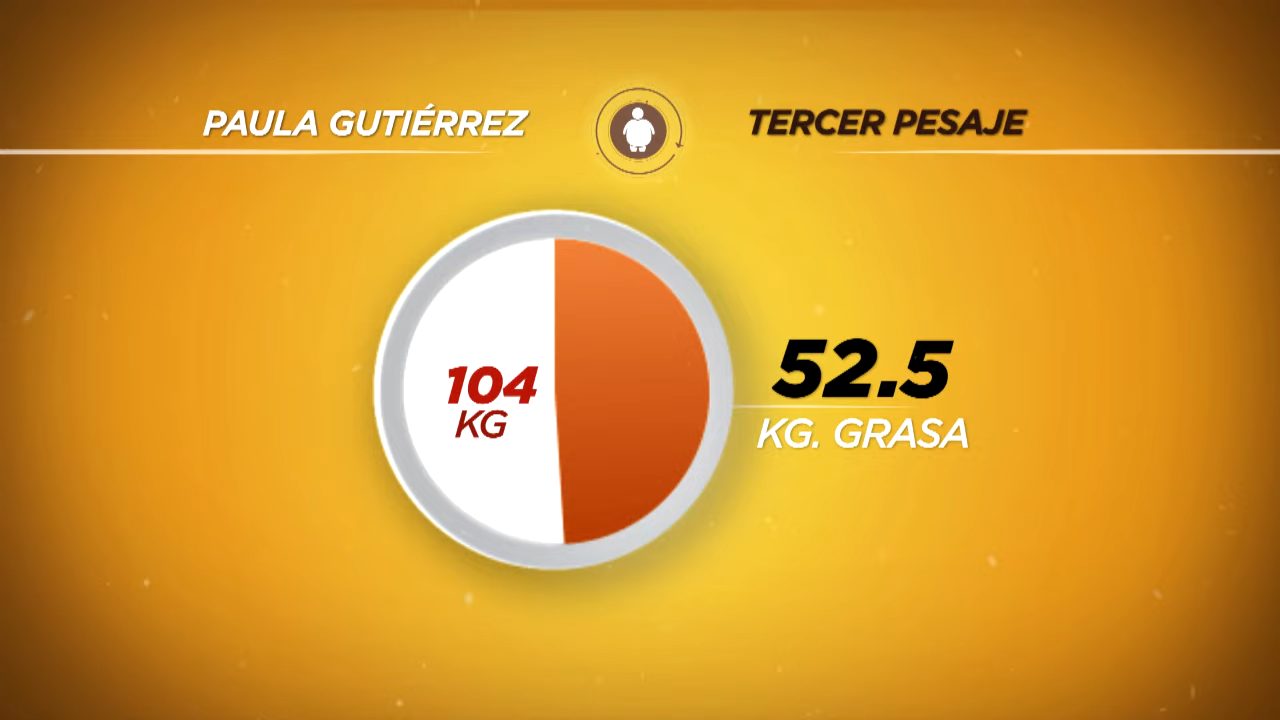 PAULA GUTIÉRREZ
TERCER PESAJE
104
KG
52.5
KG. GRASA